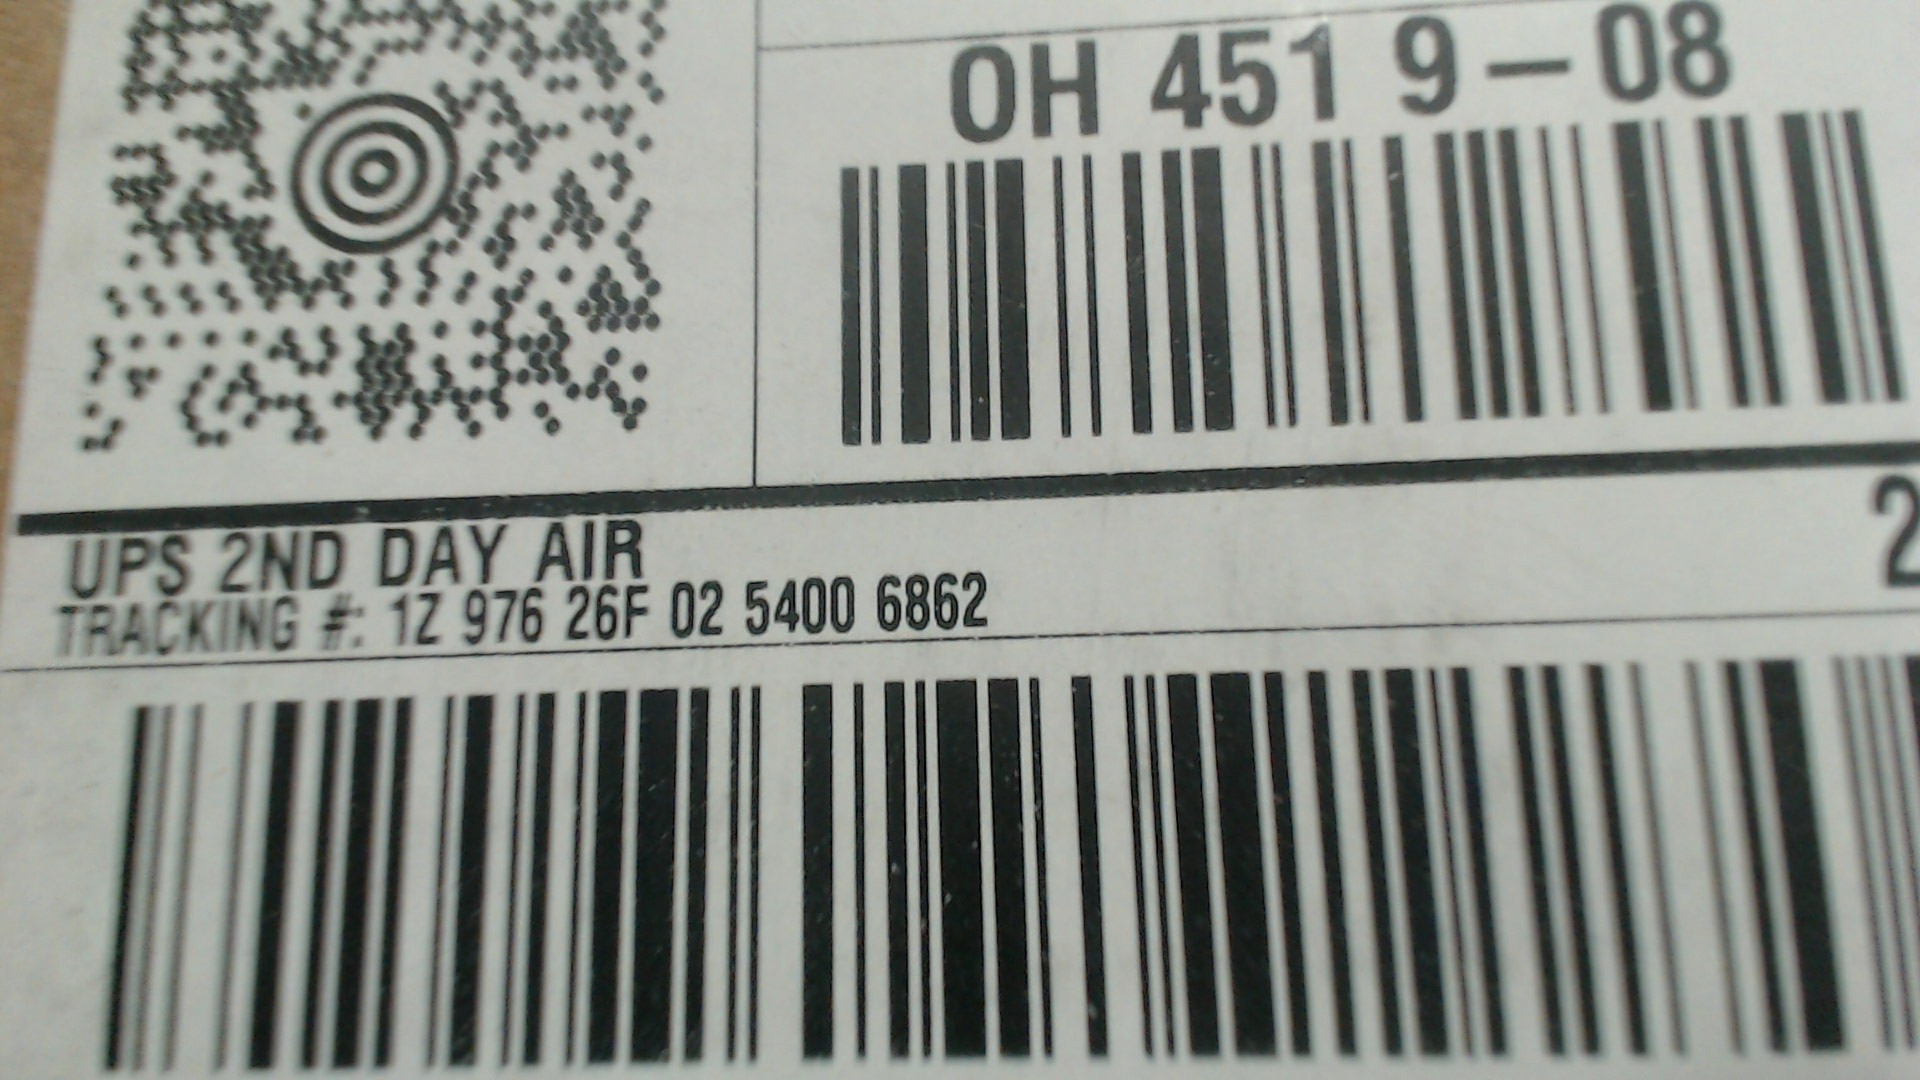 OH 451 9-08
UPS 2ND DAY AIR
2
TRACKING #: 1Z 976 26F 02 5400 6862